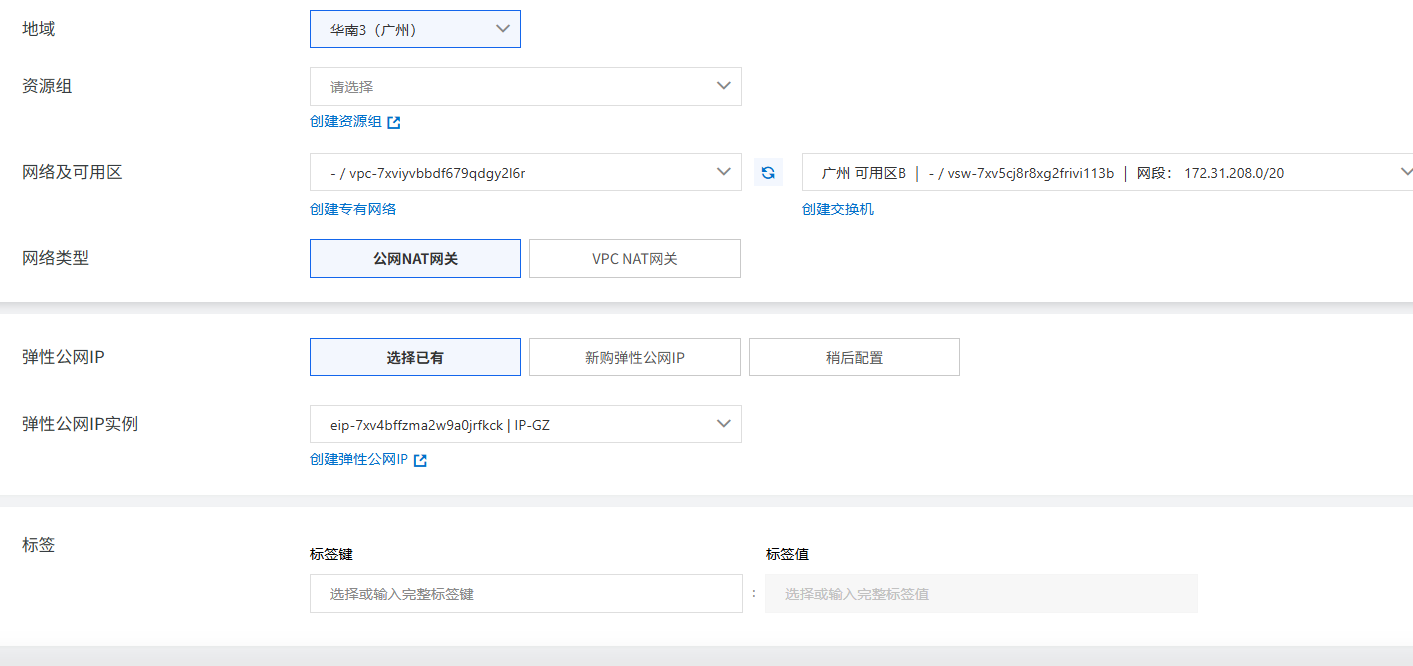 地域
华南3（广州）
资源组
请选择
创建资源组
网络及可用区
- / vpc-7xviyvbbdf679qdgy2l6r
广州 可用区B | - / vsw-7xv5cj8r8xg2frivi113b | 网段： 172.31.208.0/20
创建专有网络
创建交换机
网络类型
公网NAT网关
VPC NAT网关
弹性公网IP
选择已有
新购弹性公网IP
稍后配置
弹性公网IP实例
eip-7xv4bffzma2w9a0jrfkck | IP-GZ
创建弹性公网IP
标签
标签键
标签值
选择或输入完整标签键
:
选择或输入完整标签值